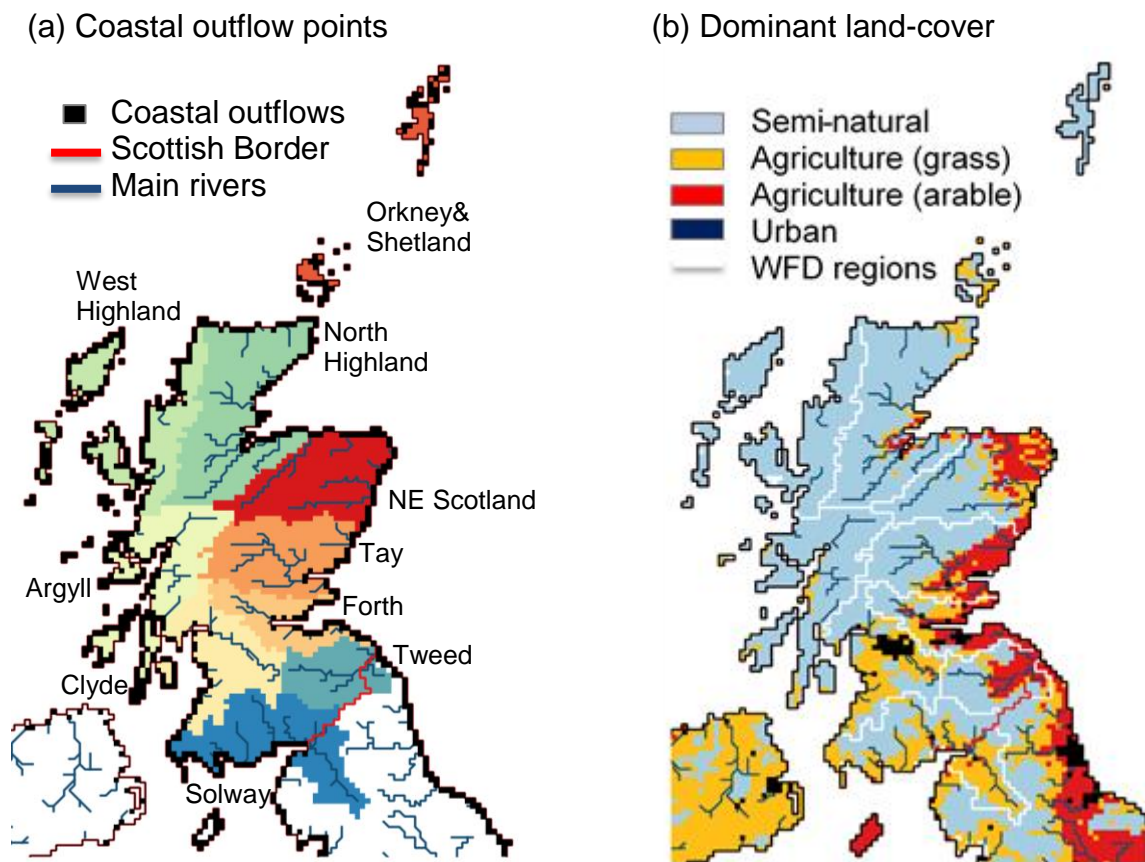 (a) Coastal outflow points
Coastal outflows
Scottish Border
Main rivers
Orkney&
Shetland
West
Highland
North
Highland
NE Scotland
Tay
Argyll
Forth
Tweed
Clyde
Solway
(b) Dominant land-cover
Semi-natural
Agriculture (grass)
Agriculture (arable)
Urban
WFD regions